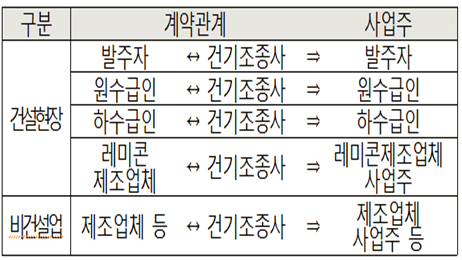 구분 계약관계 사업주
건설현장 발주자 ↔ 건기조종사 ⇒ 발주자
원수급인 ↔ 건기조종사 ⇒ 원수급인
하수급인 ↔ 건기조종사 ⇒ 하수급인
레미콘 제조업체 ↔ 건기조종사 ⇒ 레미콘제조업체 사업주
비건설업 제조업체 등 ↔ 건기조종사 ⇒ 제조업체 사업주 등